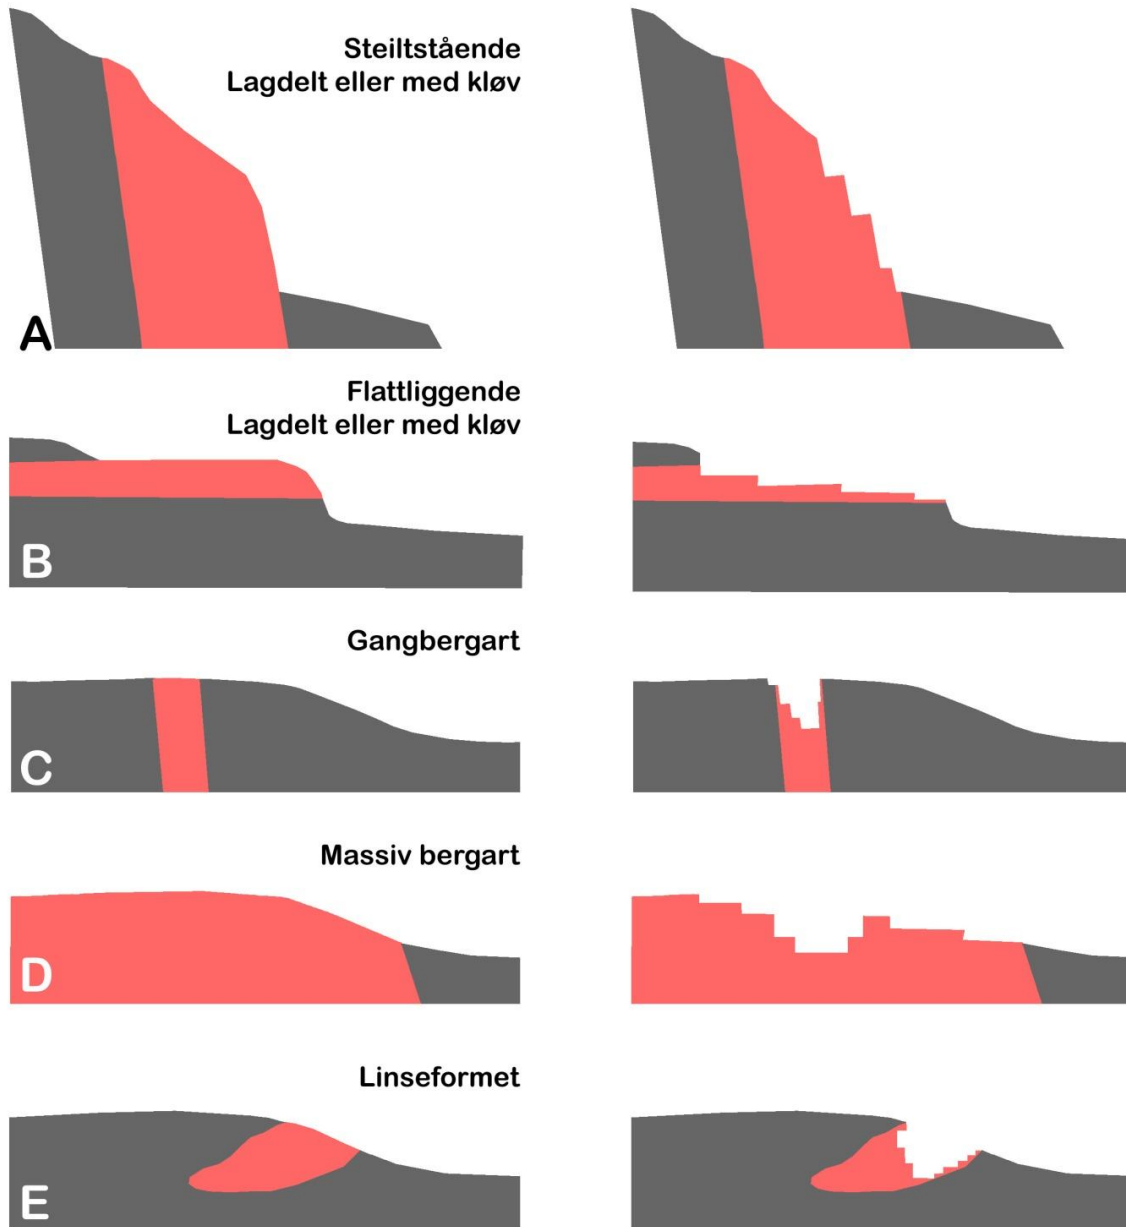 Steiltstående
Lagdelt eller med kløv
A
Flattliggende
Lagdelt eller med kløv
B
Gangbergart
C
Massiv bergart
D
Linseformet
E